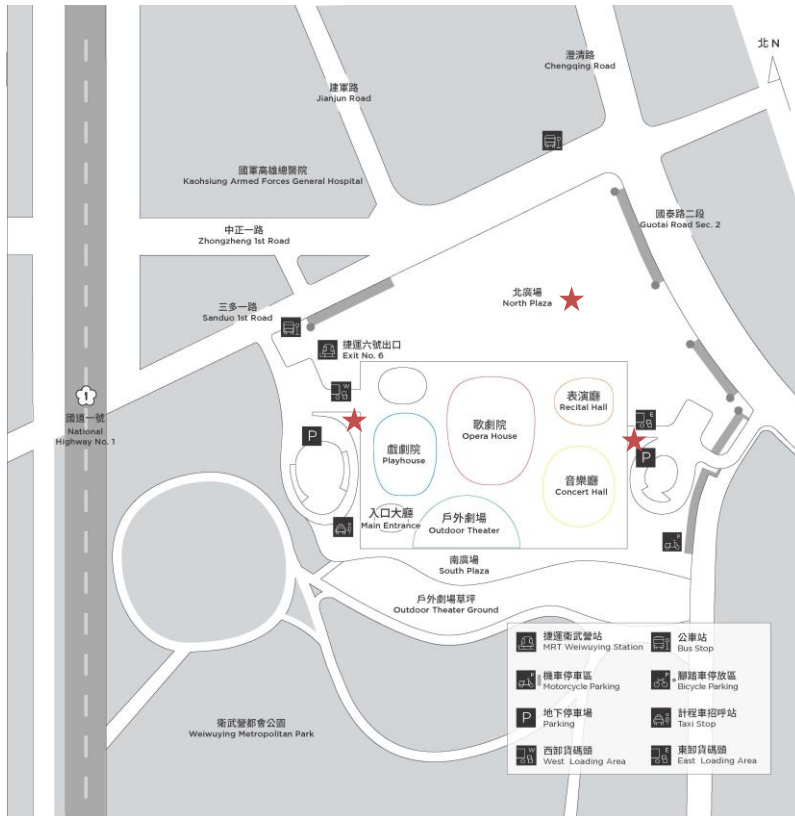 澄清路
Chengqing Road
北 N
建軍路
Jianjun Road
國軍高雄總醫院
Kaohsiung Armed Forces General Hospital
國泰路二段
Guotai Road Sec. 2
中正一路
Zhongzheng 1st Road
北廣場
North Plaza
三多一路
Sanduo 1st Road
捷運六號出口
Exit No. 6
W
1
國道一號
National
Highway No. 1
表演廳
Recital Hall
E
歌劇院
Opera House
P
戲劇院
Playhouse
P
音樂廳
Concert Hall
入口大廳
Main Entrance
戶外劇場
Outdoor Theater
P
南廣場
South Plaza
戶外劇場草坪
Outdoor Theater Ground
衛武營都會公園
Weiwuying Metropolitan Park
捷運衛武營站
MRT Weiwuying Station
公車站
Bus Stop
P
機車停車區
Motorcycle Parking
P
腳踏車停放區
Bicycle Parking
P
地下停車場
Parking
計程車招呼站
Taxi Stop
W
西卸貨碼頭
West Loading Area
E
東卸貨碼頭
East Loading Area